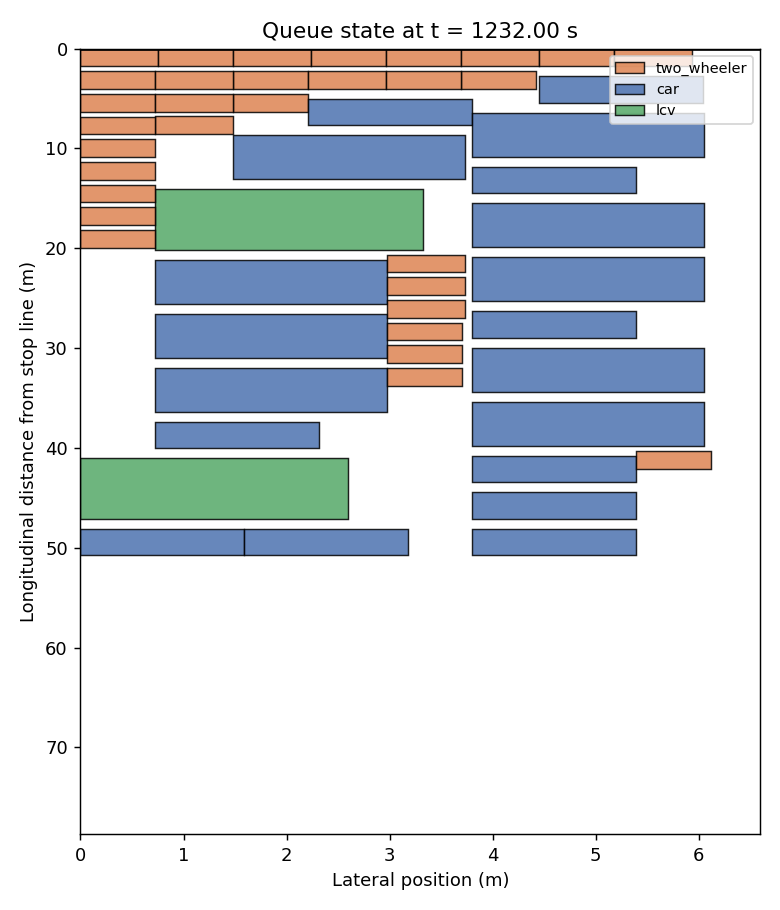 Queue state at t = 1232.00 s
two_wheeler
car
lcv
Longitudinal distance from stop line (m)
0
10
20
30
40
50
60
70
0 1 2 3 4 5 6
Lateral position (m)